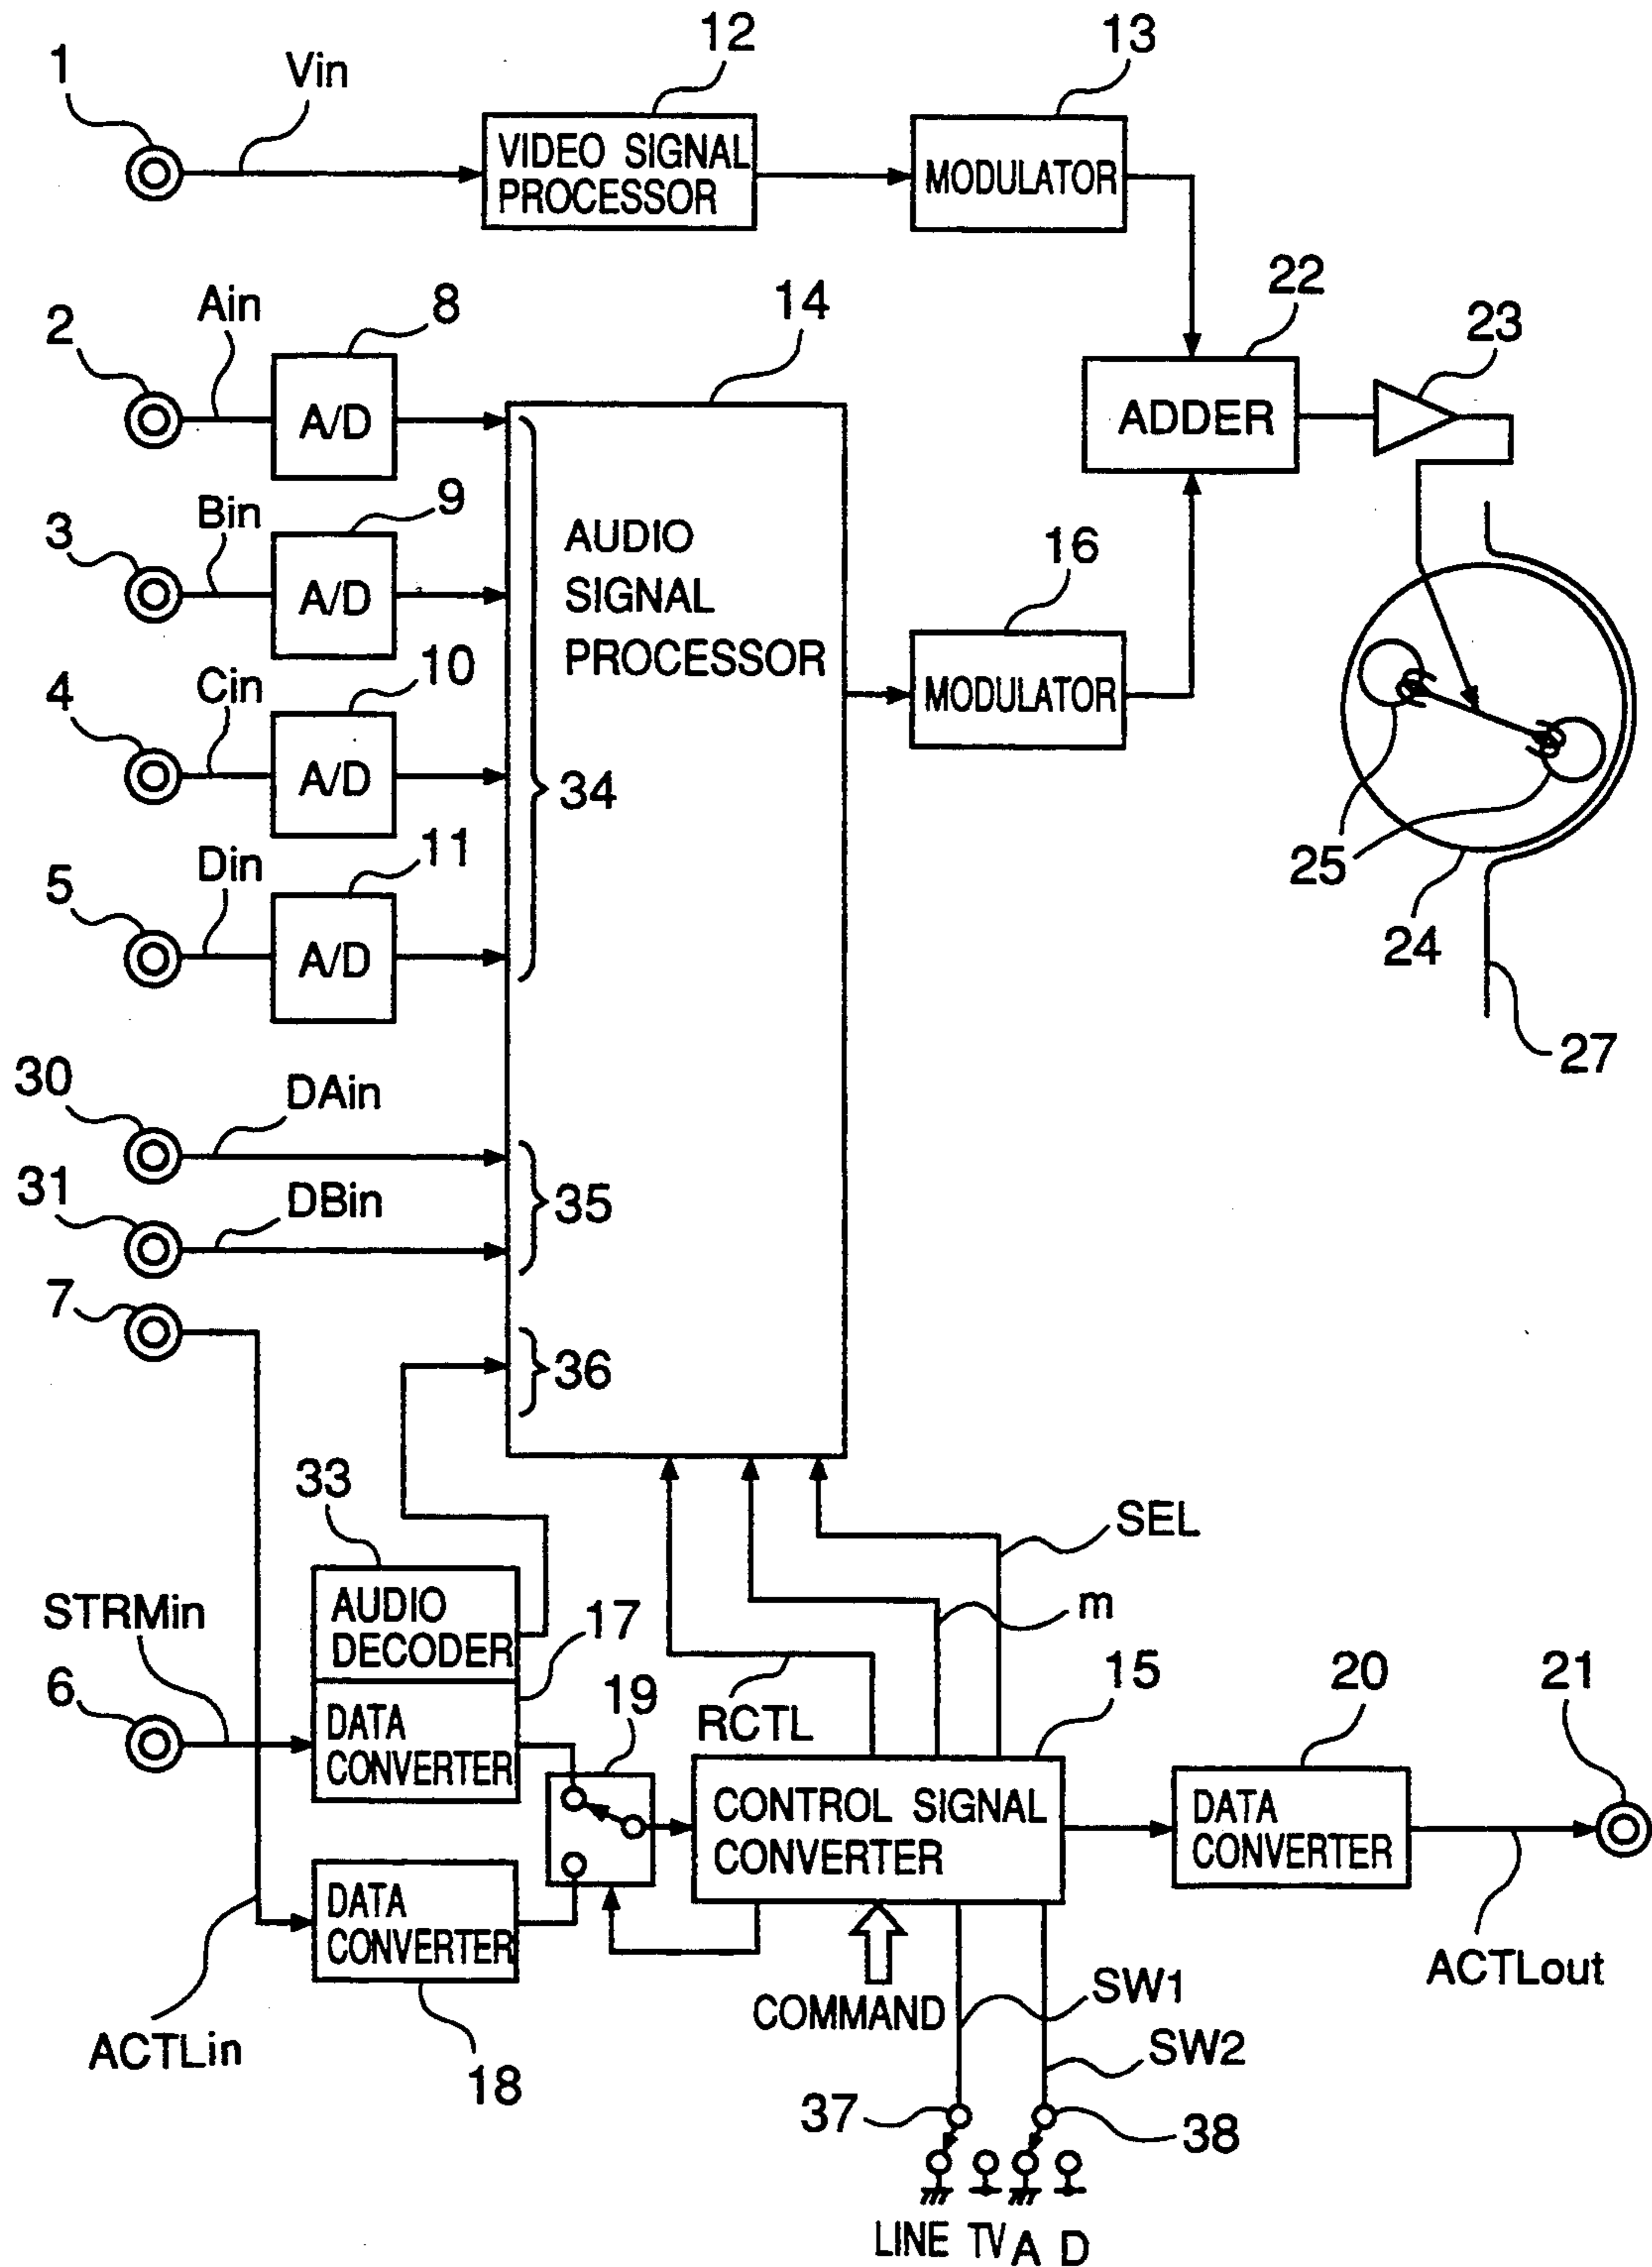 1
Vin
12
13
VIDEO SIGNAL
PROCESSOR
MODULATOR
2
Ain
8
14
22
23
A/D
ADDER
3
Bin
9
A/D
AUDIO
SIGNAL
PROCESSOR
16
MODULATOR
4
Cin
10
A/D
34
5
Din
11
A/D
25
24
27
30
DAin
31
DBin
35
7
36
33
SEL
STRMin
AUDIO
DECODER
17
m
6
DATA
CONVERTER
19
RCTL
15
20
21
CONTROL SIGNAL
CONVERTER
DATA
CONVERTER
DATA
CONVERTER
ACTLout
ACTLin
18
COMMAND
SW1
SW2
37
38
LINE TV A D